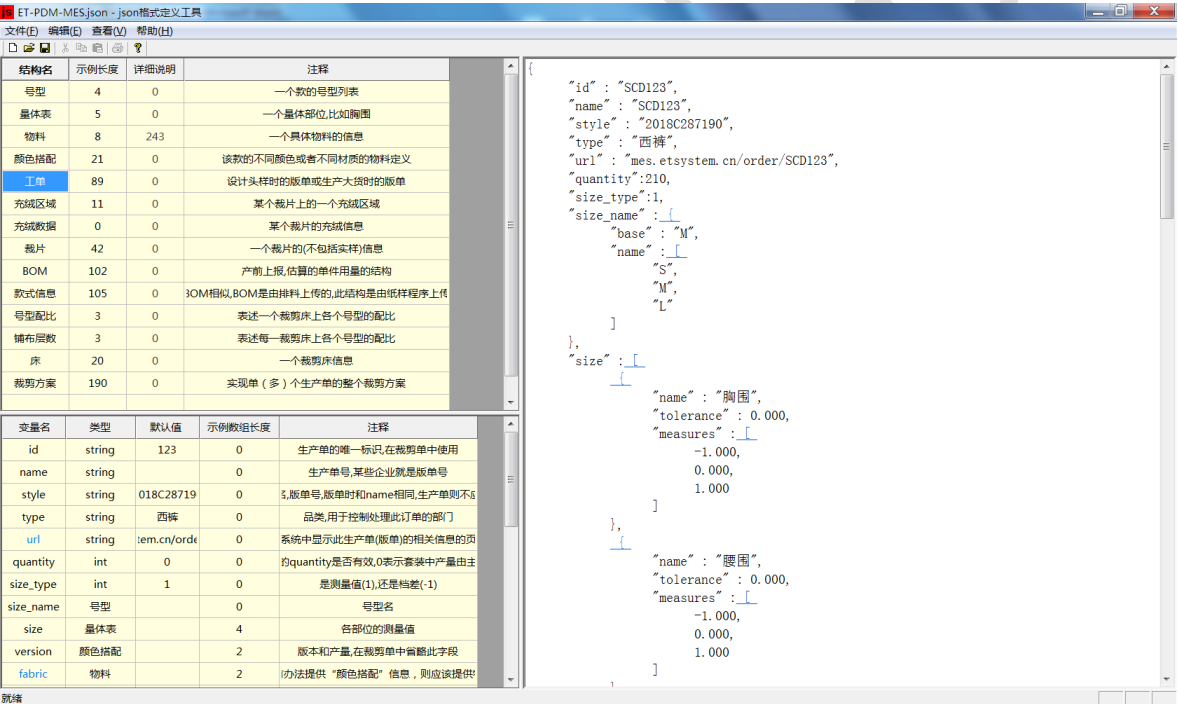 ET-PDM-MES.json - json格式定义工具
文件(F) 编辑(E) 查看(V) 帮助(H)
结构名 示例长度 详细说明 注释
号型 4 0 一个款的号型列表
量体表 5 0 一个量体部位,比如胸围
物料 8 243 一个具体物料的信息
颜色搭配 21 0 该款的不同颜色或者不同材质的物料定义
工单 89 0 设计头样时的版单或生产大货时的版单
充绒区域 11 0 某个裁片上的一个充绒区域
充绒数据 0 0 某个裁片的充绒信息
裁片 42 0 一个裁片的(不包括实样)信息
BOM 102 0 产前上报,估算的单件用量的结构
款式信息 105 0 BOM相似,BOM是由排料上传的,此结构是由纸样程序上传
号型配比 3 0 表述一个裁剪床上各个号型的配比
铺布层数 3 0 表述每一裁剪床上各个号型的配比
床 20 0 一个裁剪床信息
裁剪方案 190 0 实现单（多）个生产单的整个裁剪方案
变量名 类型 默认值 示例数组长度 注释
id string 123 0 生产单的唯一标识,在裁剪单中使用
name string 0 生产单号,某些企业就是版单号
style string 018C28719 0 ,版单号,版单时和name相同,生产单则不
type string 西裤 0 品类,用于控制处理此订单的部门
url string tem.cn/orde 0 系统中显示此生产单(版单)的相关信息的页
quantity int 0 0 的quantity是否有效,0表示套装中产量由主
size_type int 1 0 是测量值(1),还是档差(-1)
size_name 号型 0 号型名
size 量体表 4 各部位的测量值
version 颜色搭配 2 版本和产量,在裁剪单中省略此字段
fabric 物料 2 办法提供“颜色搭配”信息，则应该提供
就绪
{
"id" : "SCD123",
"name" : "SCD123",
"style" : "2018C287190",
"type" : "西裤",
"url" : "mes.etsystem.cn/order/SCD123",
"quantity":210,
"size_type":1,
"size_name" : {
"base" : "M",
"name" : [
"S",
"M",
"L"
]
},
"size" : [
{
"name" : "胸围",
"tolerance" : 0.000,
"measures" : [
-1.000,
0.000,
1.000
]
},
{
"name" : "腰围",
"tolerance" : 0.000,
"measures" : [
-1.000,
0.000,
1.000
]